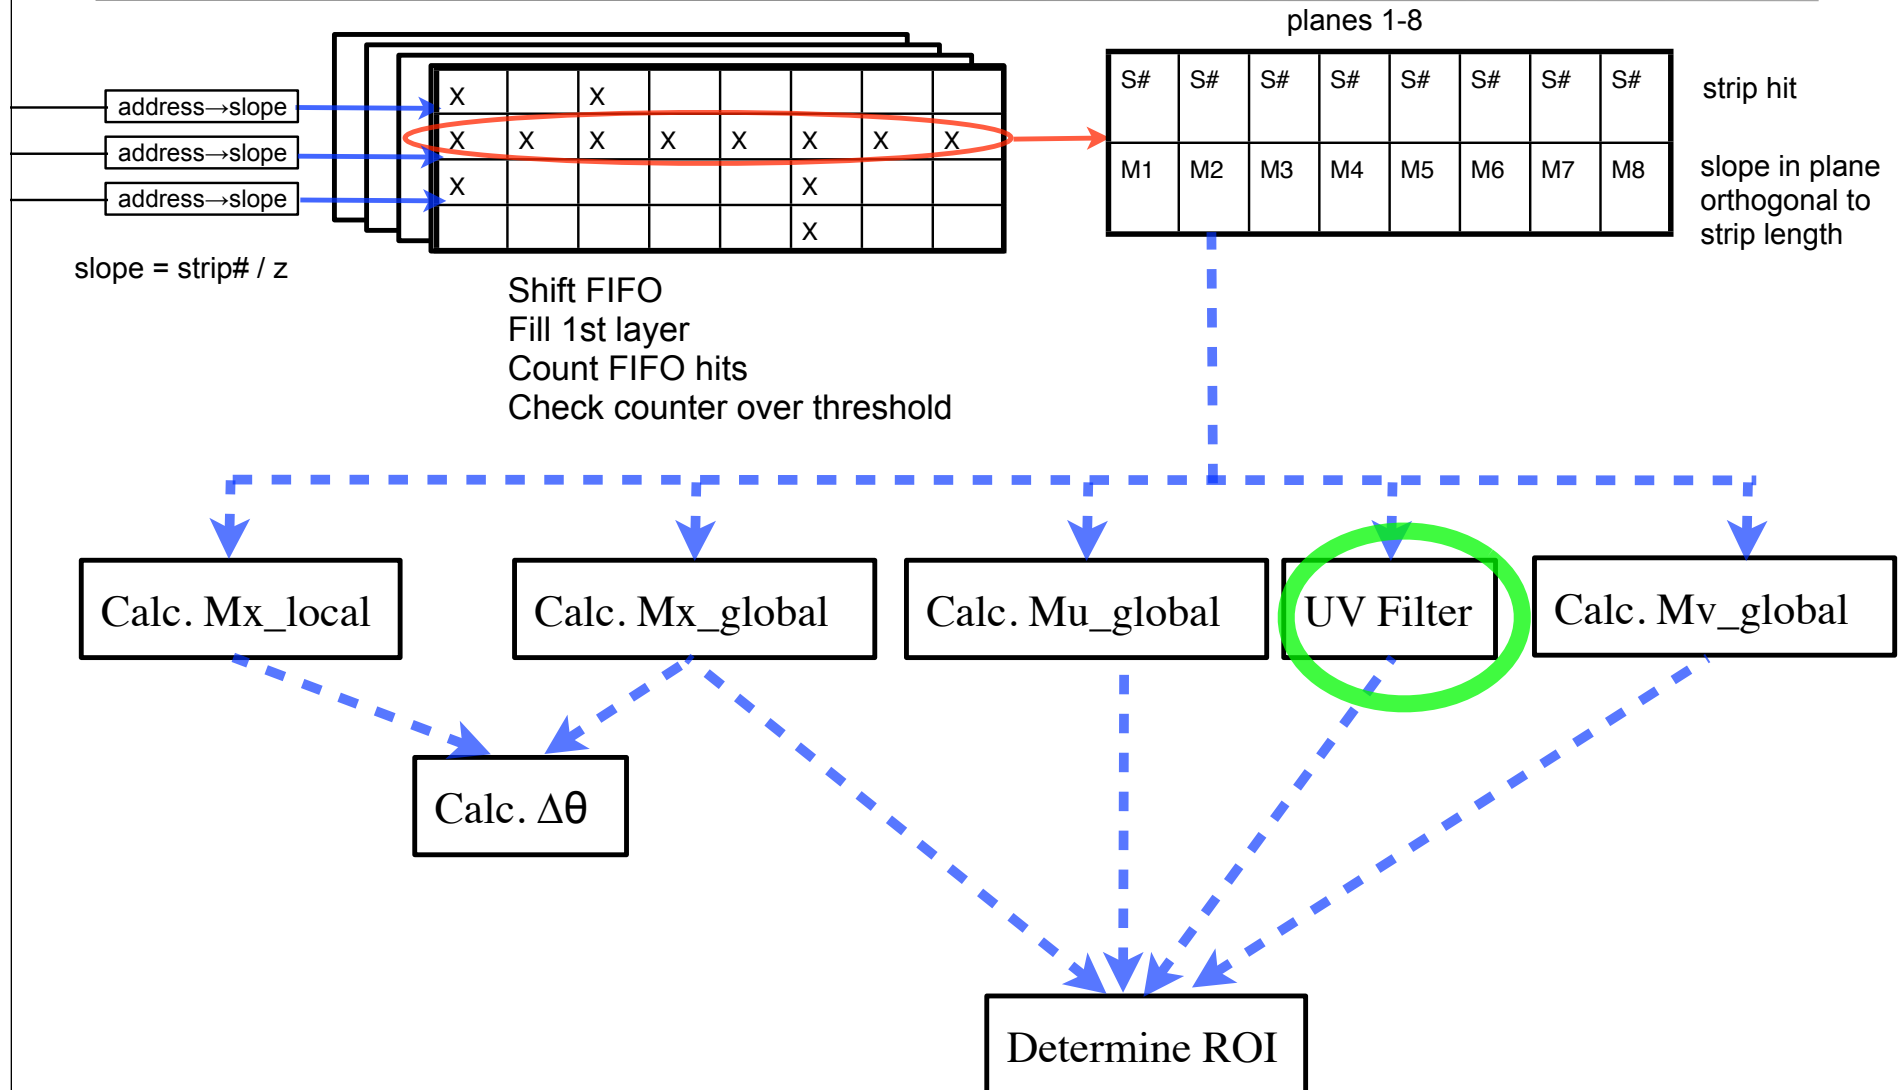 planes 1-8
address→slope
address→slope
address→slope
slope = strip# / z
X X
X X X X X X X X
X X
X
Shift FIFO
Fill 1st layer
Count FIFO hits
Check counter over threshold
S# S# S# S# S# S# S# S#
M1 M2 M3 M4 M5 M6 M7 M8
strip hit
slope in plane
orthogonal to
strip length
Calc. Mx_local
Calc. Mx_global
Calc. Mu_global
UV Filter
Calc. Mv_global
Calc. Δθ
Determine ROI